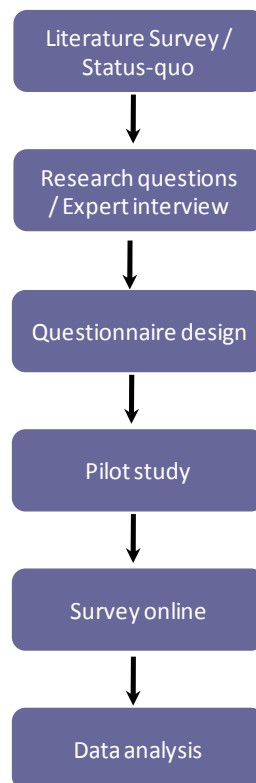 Literature Survey /
Status-quo
Research questions
/ Expert interview
Questionnaire design
Pilot study
Survey online
Data analysis